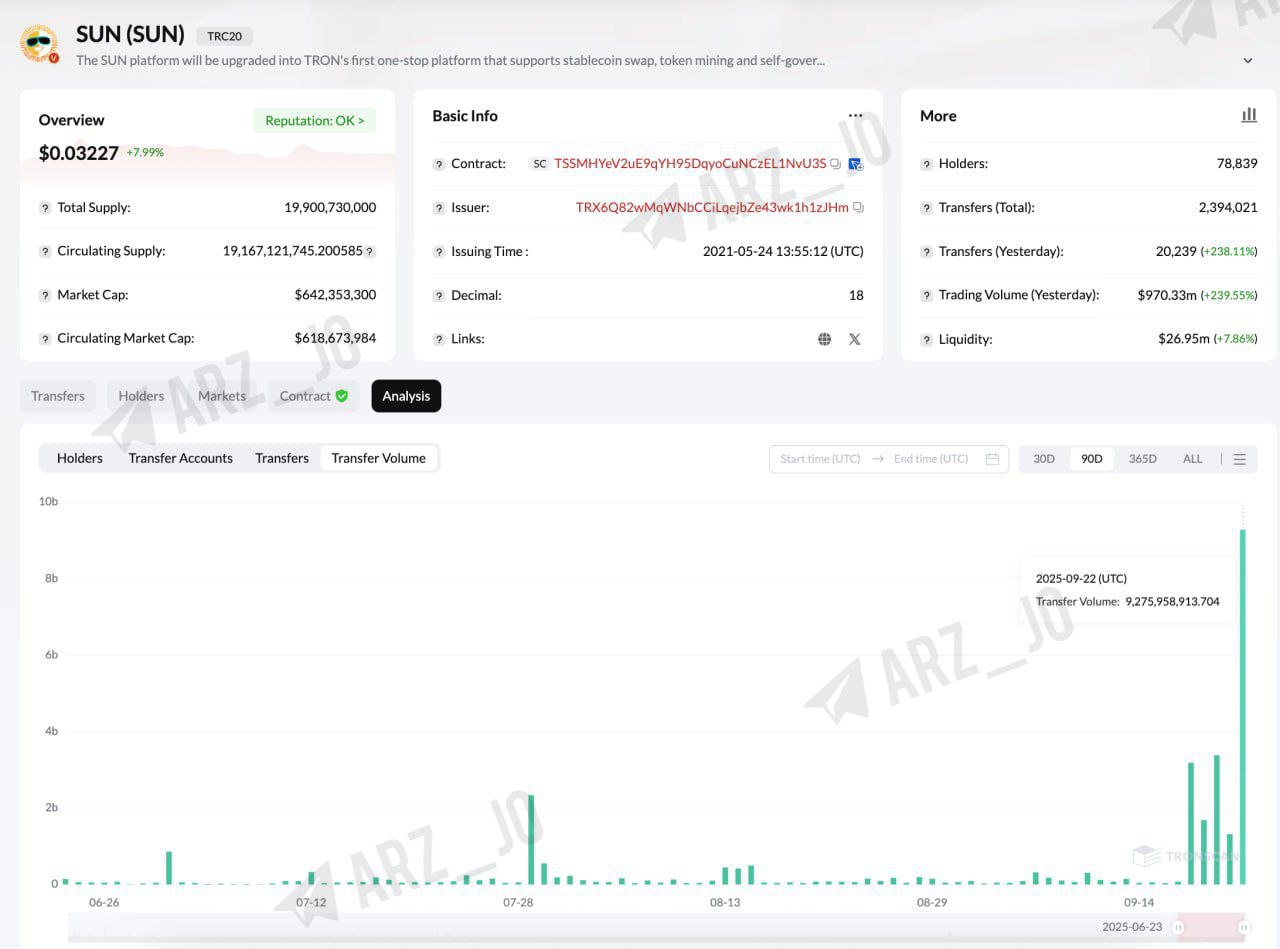 SUN (SUN) TRC20
The SUN platform will be upgraded into TRON's first one-stop platform that supports stablecoin swap, token mining and self-gover...
Overview
Reputation: OK >
$0.03227 +7.99%
? Total Supply: 19,900,730,000
? Circulating Supply: 19,167,121,745.200585 ?
? Market Cap: $642,353,300
? Circulating Market Cap: $618,673,984
Basic Info
? Contract: SC TSSMHYeV2uE9qYH95DqyoCuNCzEL1NvU3S
? Issuer: TRX6Q82wMqWNbCCiLqejbZe43wk1h1zJHm
? Issuing Time : 2021-05-24 13:55:12 (UTC)
? Decimal: 18
? Links:
More
? Holders: 78,839
? Transfers (Total): 2,394,021
? Transfers (Yesterday): 20,239 (+238.11%)
? Trading Volume (Yesterday): $970.33m (+239.55%)
? Liquidity: $26.95m (+7.86%)
Transfers Holders Markets Contract Analysis
Holders Transfer Accounts Transfers Transfer Volume
Start time (UTC) → End time (UTC)
30D 90D 365D ALL
10b
8b
6b
4b
2b
0
2025-09-22 (UTC)
Transfer Volume: 9,275,958,913.704
TRONSCAN
06-26 07-12 07-28 08-13 08-29 09-14
2025-06-23
ARZ_JO
ARZ_JO
ARZ_JO
ARZ_JO